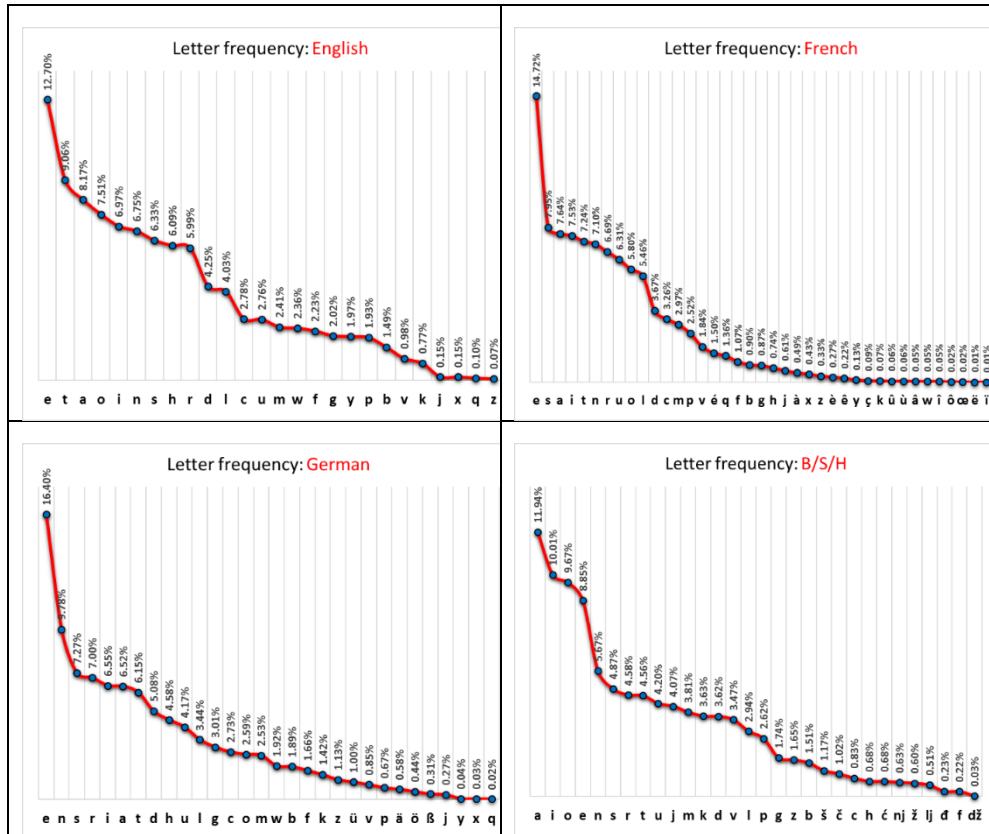 Letter frequency: English
12.70% 9.06% 8.17% 7.51% 6.97% 6.75% 6.33% 6.09% 5.99% 4.25% 4.03% 2.78% 2.76% 2.41% 2.36% 2.23% 2.02% 1.97% 1.93% 1.49% 0.98% 0.77% 0.15% 0.15% 0.10% 0.07%
e t a o i n s h r d l c u m w f g y p b v k j x q z
Letter frequency: French
14.72% 7.95% 7.64% 7.53% 7.24% 7.10% 6.69% 6.31% 5.80% 5.46% 3.67% 3.26% 2.97% 2.52% 1.84% 1.50% 1.36% 1.07% 0.90% 0.87% 0.74% 0.61% 0.49% 0.43% 0.33% 0.27% 0.22% 0.13% 0.09% 0.07% 0.06% 0.06% 0.05% 0.05% 0.05% 0.02% 0.02% 0.01% 0.01%
e s a i t n r u o l d c m p v é q f b g h j à x z è ê y ç k û ù â w î ô œ ë ï
Letter frequency: German
16.40% 9.78% 7.27% 7.00% 6.55% 6.52% 6.15% 5.08% 4.58% 4.17% 3.44% 3.01% 2.73% 2.59% 2.53% 1.92% 1.89% 1.66% 1.42% 1.13% 1.00% 0.85% 0.67% 0.58% 0.44% 0.31% 0.27% 0.04% 0.03% 0.02%
e n s r i a t d h u l g c o m w b f k z ü v p ä ö ß j y x q
Letter frequency: B/S/H
11.94% 10.01% 9.67% 8.85% 5.67% 4.87% 4.58% 4.56% 4.20% 4.07% 3.81% 3.63% 3.62% 3.47% 2.94% 2.62% 1.74% 1.65% 1.51% 1.17% 1.02% 0.83% 0.68% 0.68% 0.63% 0.60% 0.51% 0.23% 0.22% 0.03%
a i o e n s r t u j m k d v l p g z b š č c h ć nj ž lj đ f dž